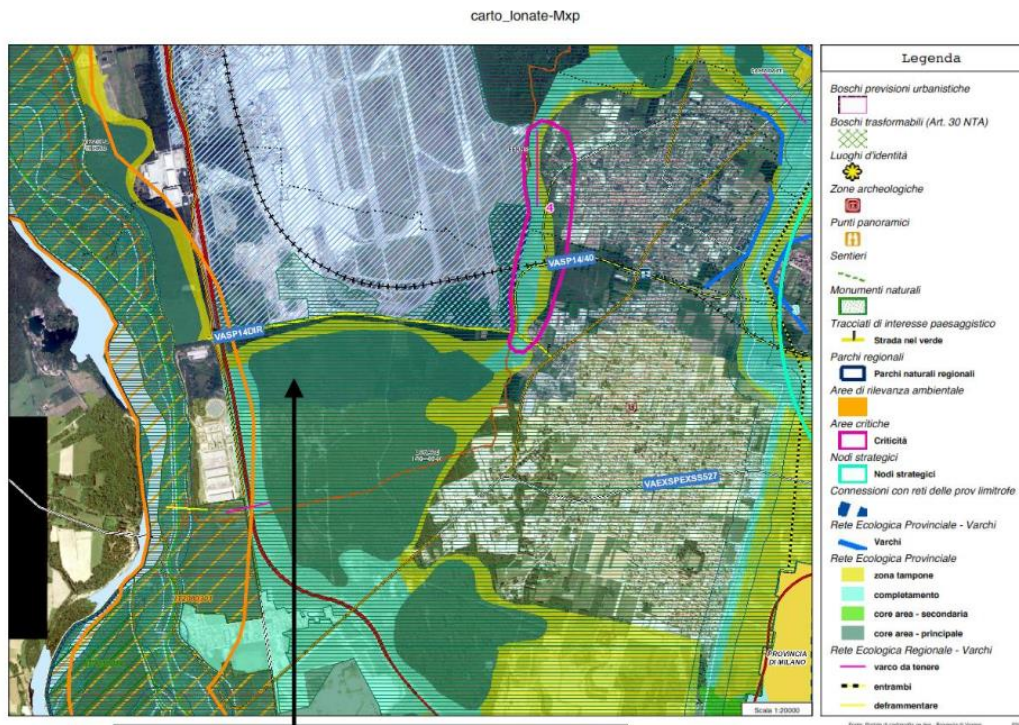 carto_lonate-Mxp
VASP14/40
VASP14DIR
VAEXSPEXSS527
4
PROVINCIA
DI MILANO
Scala 1:20000
Legenda
Boschi previsioni urbanistiche
Boschi trasformabili (Art. 30 NTA)
Luoghi d'identità
Zone archeologiche
Punti panoramici
Sentieri
Monumenti naturali
Tracciati di interesse paesaggistico
Strada nel verde
Parchi regionali
Parchi naturali regionali
Aree di rilevanza ambientale
Aree critiche
Criticità
Nodi strategici
Nodi strategici
Connessioni con reti delle prov limitrofe
Rete Ecologica Provinciale - Varchi
Varchi
Rete Ecologica Provinciale
zona tampone
completamento
core area - secondaria
core area - principale
Rete Ecologica Regionale - Varchi
varco da tenere
entrambi
deframmentare